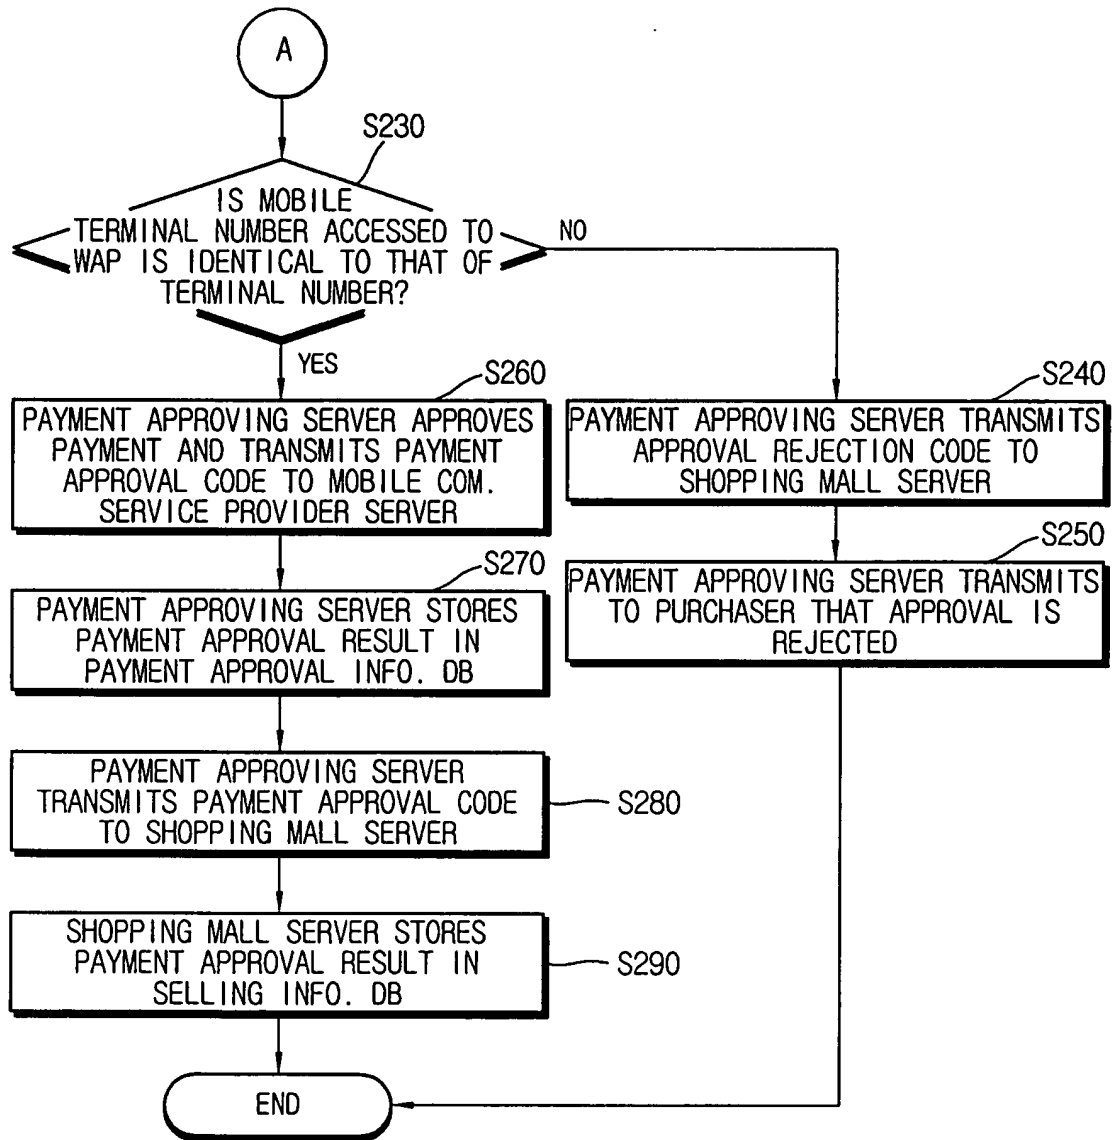 A
S230
IS MOBILE
TERMINAL NUMBER ACCESSED TO
WAP IS IDENTICAL TO THAT OF
TERMINAL NUMBER?
NO
YES
S260
PAYMENT APPROVING SERVER APPROVES
PAYMENT AND TRANSMITS PAYMENT
APPROVAL CODE TO MOBILE COM.
SERVICE PROVIDER SERVER
S240
PAYMENT APPROVING SERVER TRANSMITS
APPROVAL REJECTION CODE TO
SHOPPING MALL SERVER
S250
PAYMENT APPROVING SERVER TRANSMITS
TO PURCHASER THAT APPROVAL IS
REJECTED
S270
PAYMENT APPROVING SERVER STORES
PAYMENT APPROVAL RESULT IN
PAYMENT APPROVAL INFO. DB
PAYMENT APPROVING SERVER
TRANSMITS PAYMENT APPROVAL CODE
TO SHOPPING MALL SERVER
S280
SHOPPING MALL SERVER STORES
PAYMENT APPROVAL RESULT IN
SELLING INFO. DB
S290
END